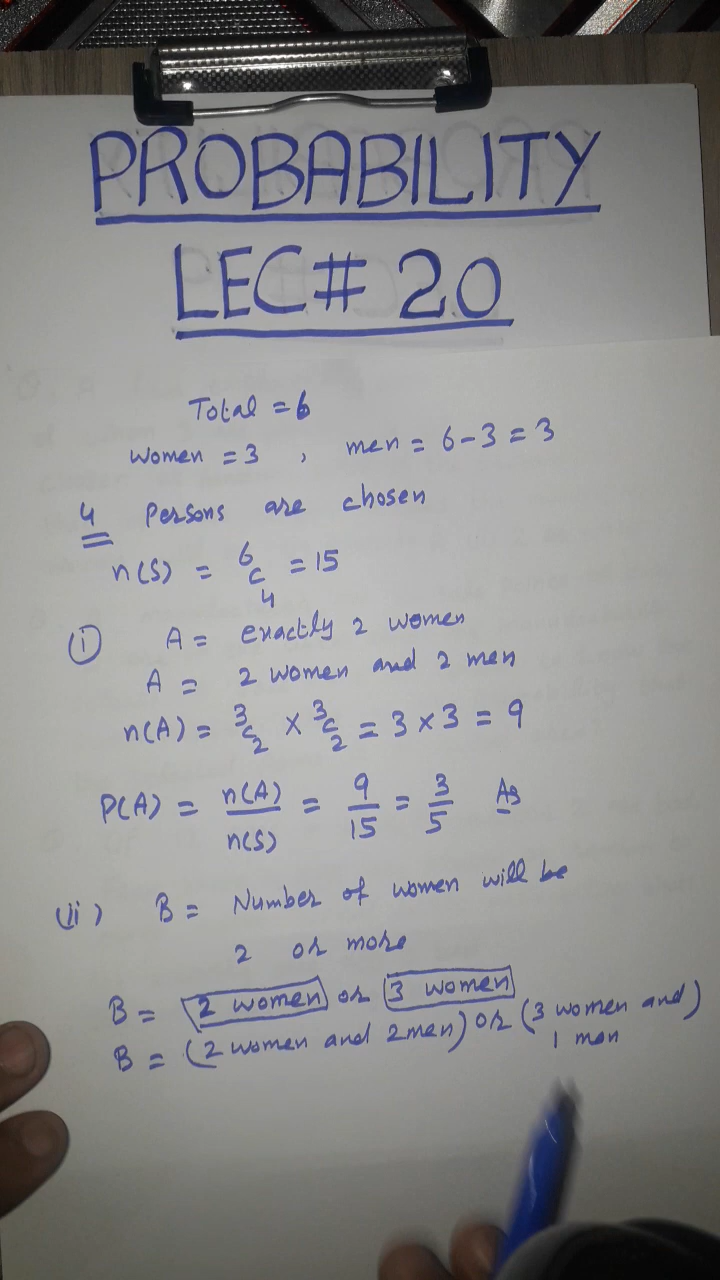 PROBABILITY
LEC# 20
Total = 6
women = 3 , men = 6-3 = 3
4 Persons are chosen
n(S) = ⁶C₄ = 15
(i) A = exactly 2 women
A = 2 women and 2 men
n(A) = ³C₂ × ³C₂ = 3 × 3 = 9
P(A) = n(A)/n(S) = 9/15 = 3/5 As
(ii) B = Number of women will be
2 or more
B = 2 women or 3 women
B = (2 women and 2 men) or (3 women and)
1 man